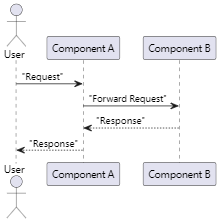 User
Component A
Component B
"Request"
"Forward Request"
"Response"
"Response"
User
Component A
Component B